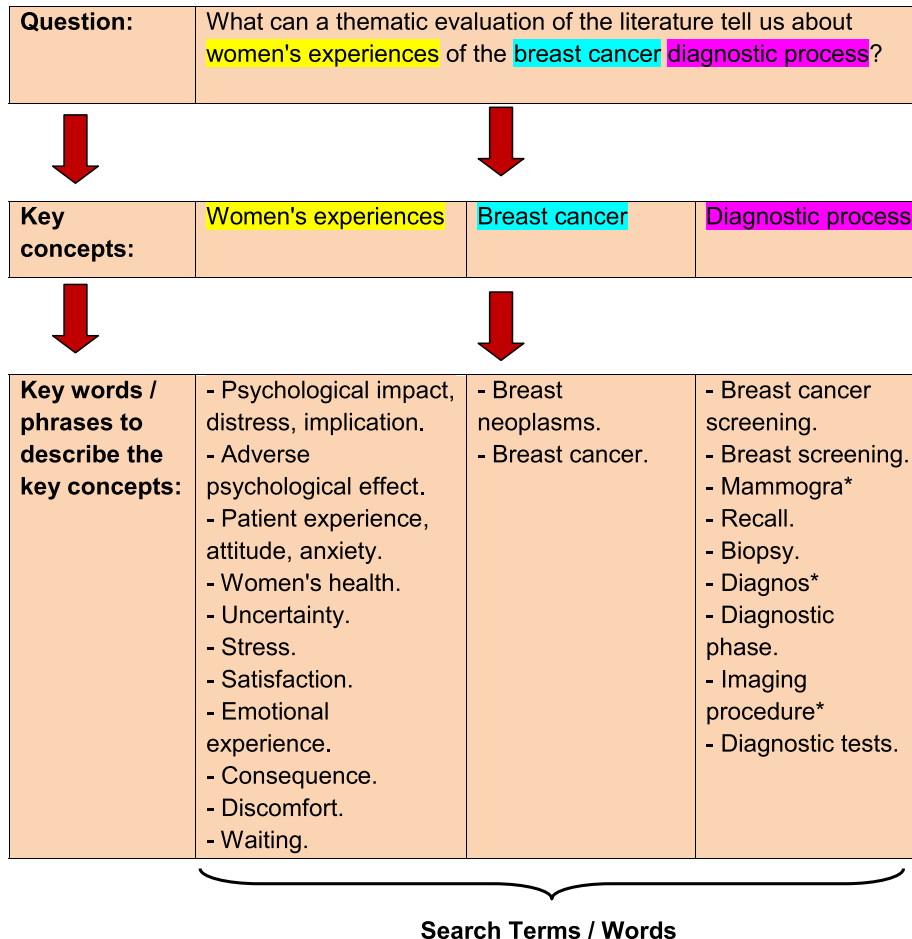 Question:
What can a thematic evaluation of the literature tell us about
women's experiences of the breast cancer diagnostic process?
Key
concepts:
Women's experiences
Breast cancer
Diagnostic process
Key words /
phrases to
describe the
key concepts:
- Psychological impact,
distress, implication.
- Adverse
psychological effect.
- Patient experience,
attitude, anxiety.
- Women's health.
- Uncertainty.
- Stress.
- Satisfaction.
- Emotional
experience.
- Consequence.
- Discomfort.
- Waiting.
- Breast
neoplasms.
- Breast cancer.
- Breast cancer
screening.
- Breast screening.
- Mammogra*
- Recall.
- Biopsy.
- Diagnos*
- Diagnostic
phase.
- Imaging
procedure*
- Diagnostic tests.
Search Terms / Words